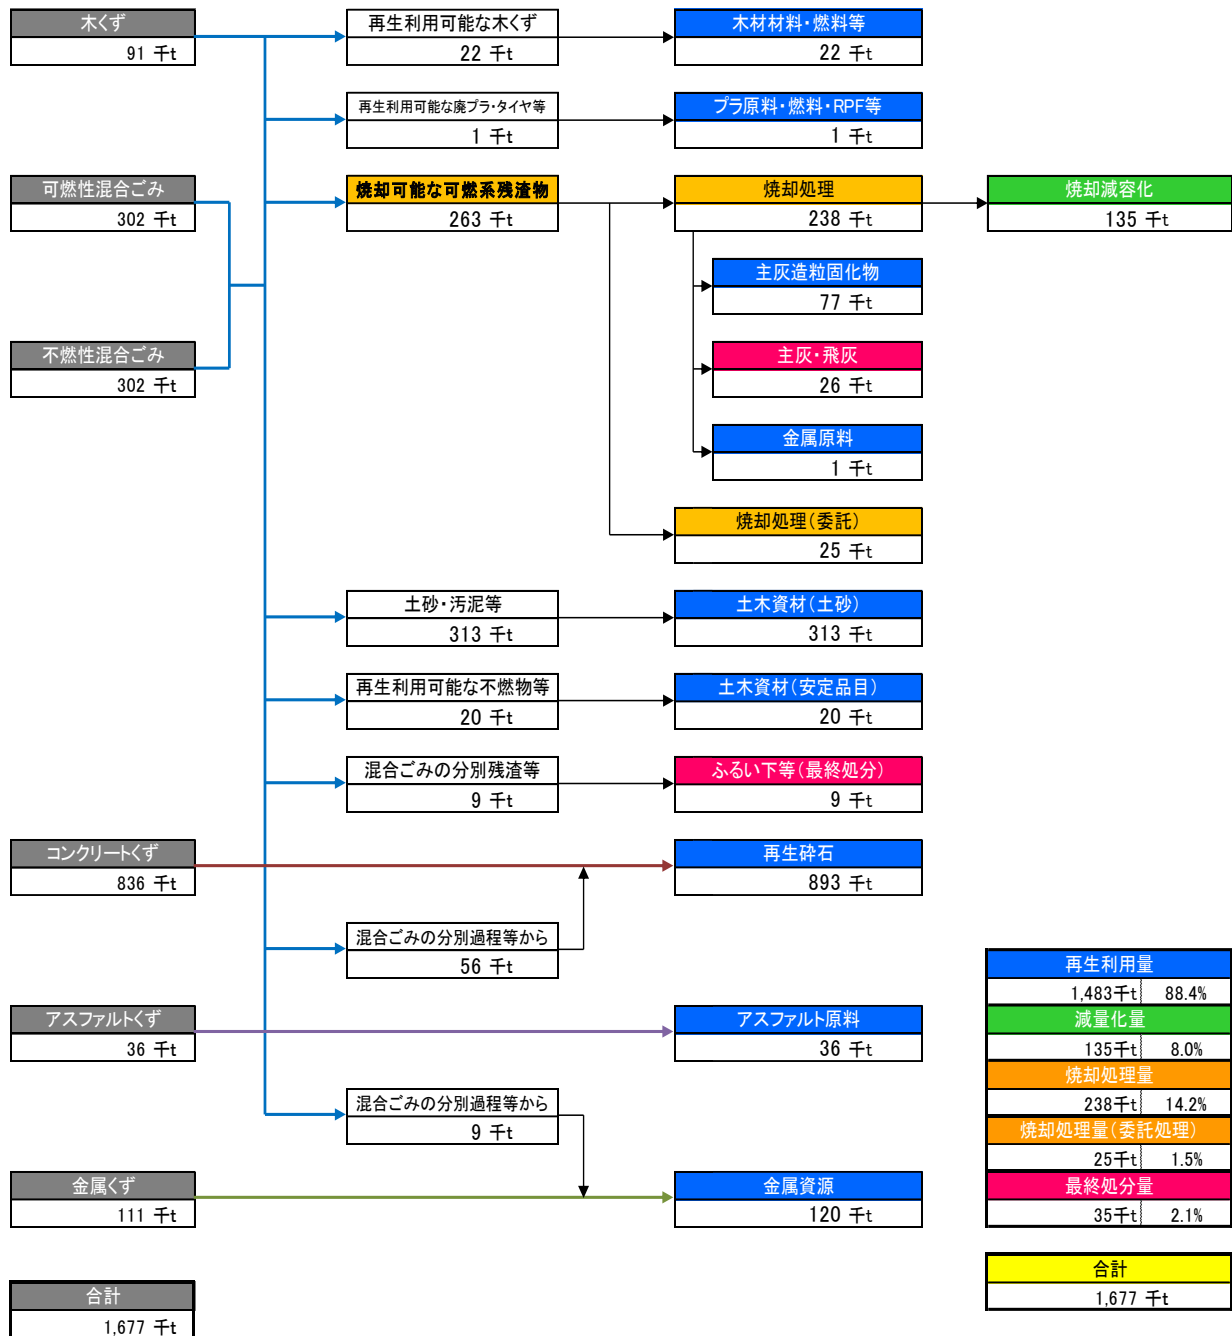 木くず
91 千t
再生利用可能な木くず
22 千t
木材材料・燃料等
22 千t
再生利用可能な廃プラ・タイヤ等
1 千t
プラ原料・燃料・RPF等
1 千t
可燃性混合ごみ
302 千t
焼却可能な可燃系残渣物
263 千t
焼却処理
238 千t
焼却減容化
135 千t
主灰造粒固化物
77 千t
不燃性混合ごみ
302 千t
主灰・飛灰
26 千t
金属原料
1 千t
焼却処理(委託)
25 千t
土砂・汚泥等
313 千t
土木資材(土砂)
313 千t
再生利用可能な不燃物等
20 千t
土木資材(安定品目)
20 千t
混合ごみの分別残渣等
9 千t
ふるい下等(最終処分)
9 千t
コンクリートくず
836 千t
再生砕石
893 千t
混合ごみの分別過程等から
56 千t
アスファルトくず
36 千t
アスファルト原料
36 千t
混合ごみの分別過程等から
9 千t
金属くず
111 千t
金属資源
120 千t
再生利用量
1,483千t 88.4%
減量化量
135千t 8.0%
焼却処理量
238千t 14.2%
焼却処理量(委託処理)
25千t 1.5%
最終処分量
35千t 2.1%
合計
1,677 千t
合計
1,677 千t